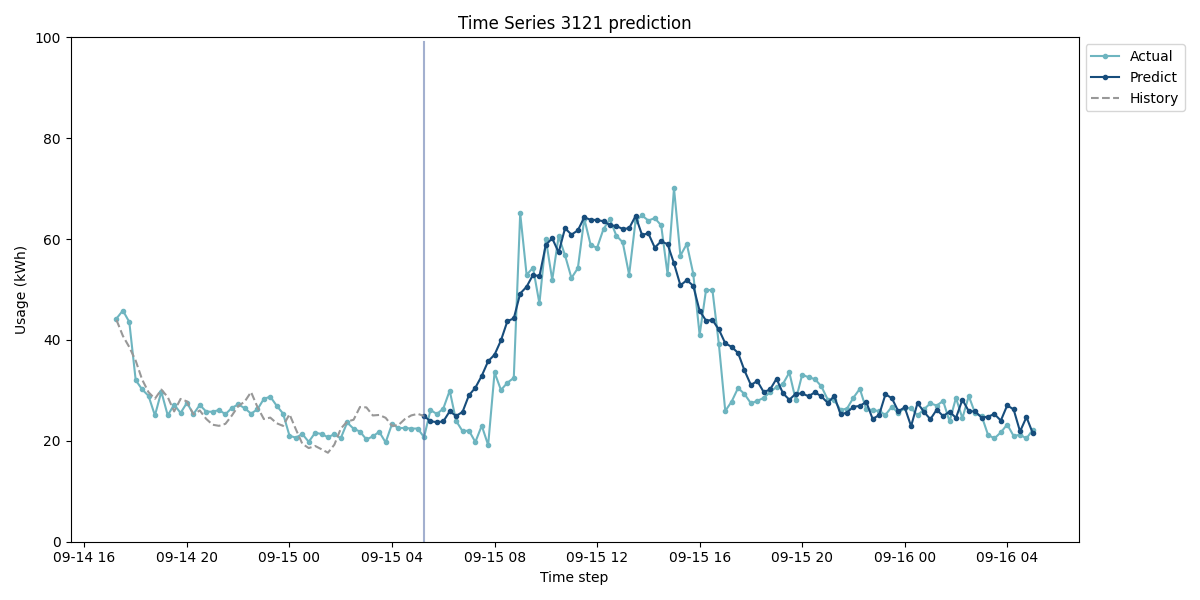 Time Series 3121 prediction
100
80
60
40
20
0
Usage (kWh)
09-14 16 09-14 20 09-15 00 09-15 04 09-15 08 09-15 12 09-15 16 09-15 20 09-16 00 09-16 04
Time step
Actual
Predict
History